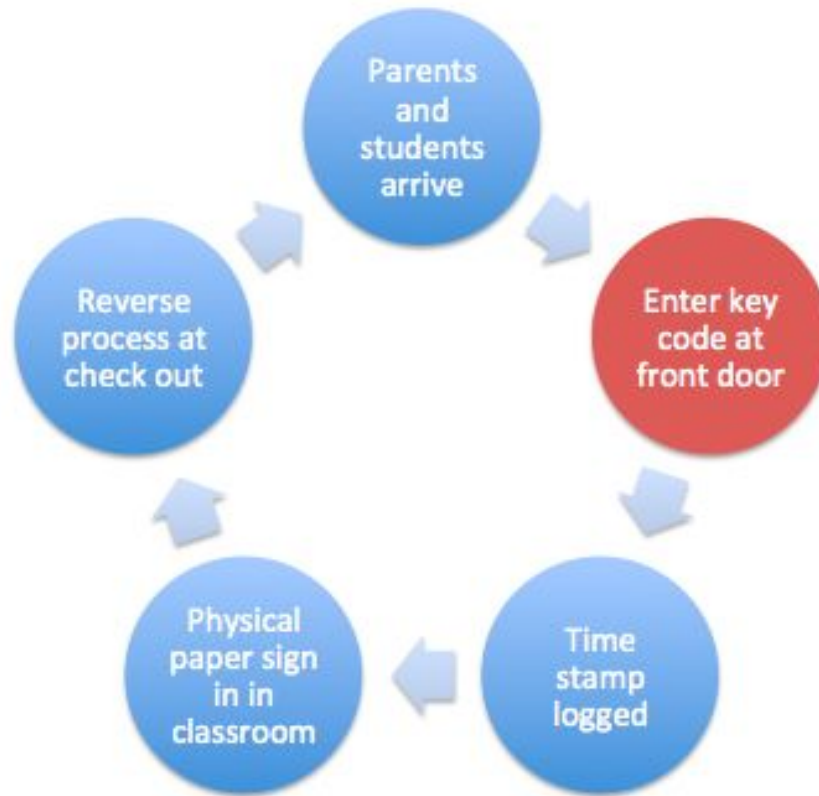 Parents
and
students
arrive
Enter key
code at
front door
Time
stamp
logged
Physical
paper sign
in in
classroom
Reverse
process at
check out